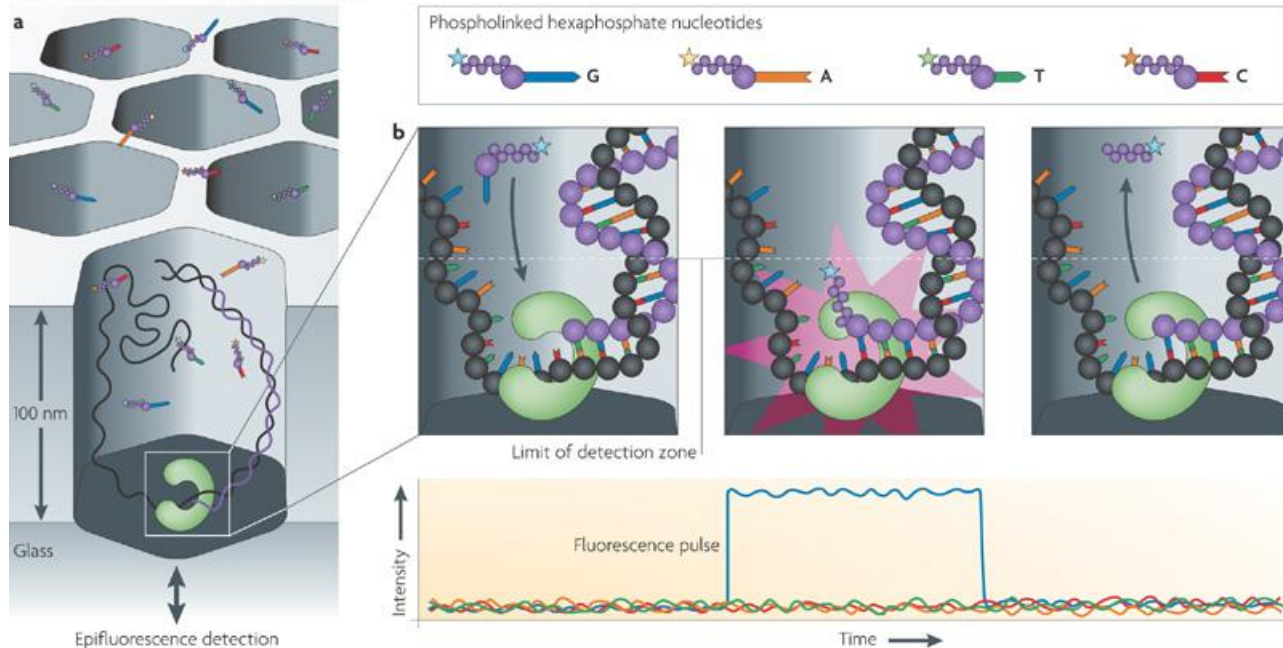 a
Phospholinked hexaphosphate nucleotides
G
A
T
C
b
100 nm
Limit of detection zone
Glass
Intensity
Fluorescence pulse
Epifluorescence detection
Time